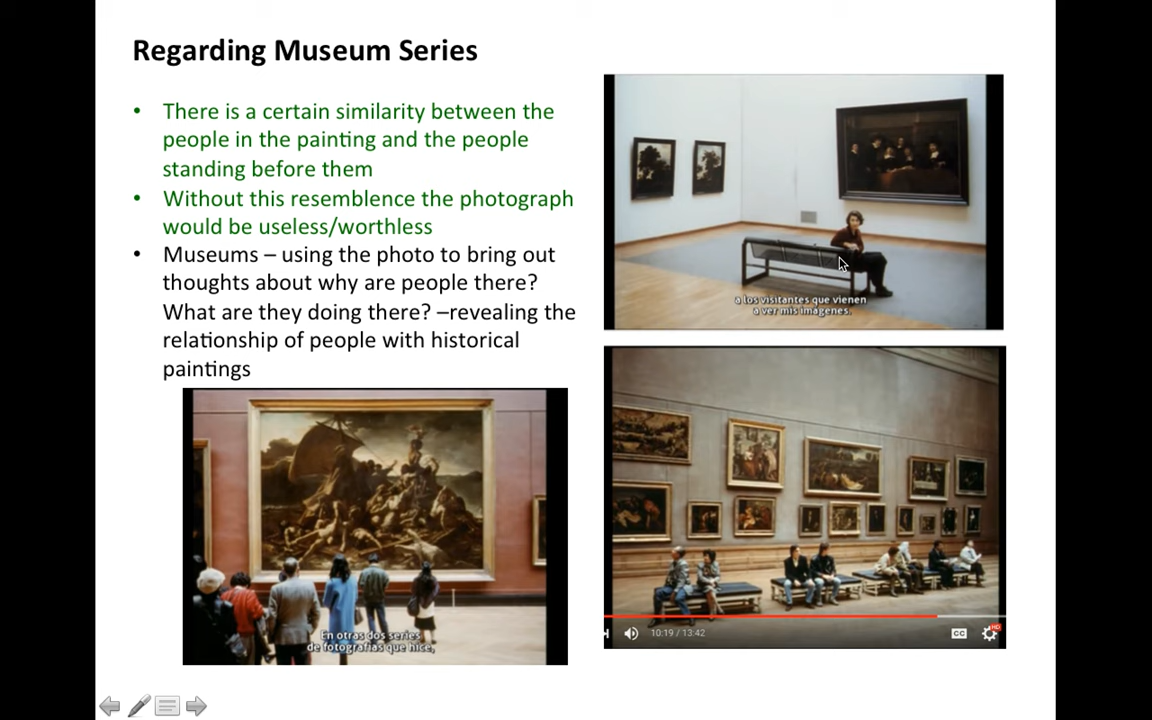 Regarding Museum Series
• There is a certain similarity between the
people in the painting and the people
standing before them
• Without this resemblence the photograph
would be useless/worthless
• Museums – using the photo to bring out
thoughts about why are people there?
What are they doing there? –revealing the
relationship of people with historical
paintings
a los visitantes que vienen
a ver mis imágenes.
En otras dos series
de fotografías que hice,
10:19 / 13:42
CC
HD